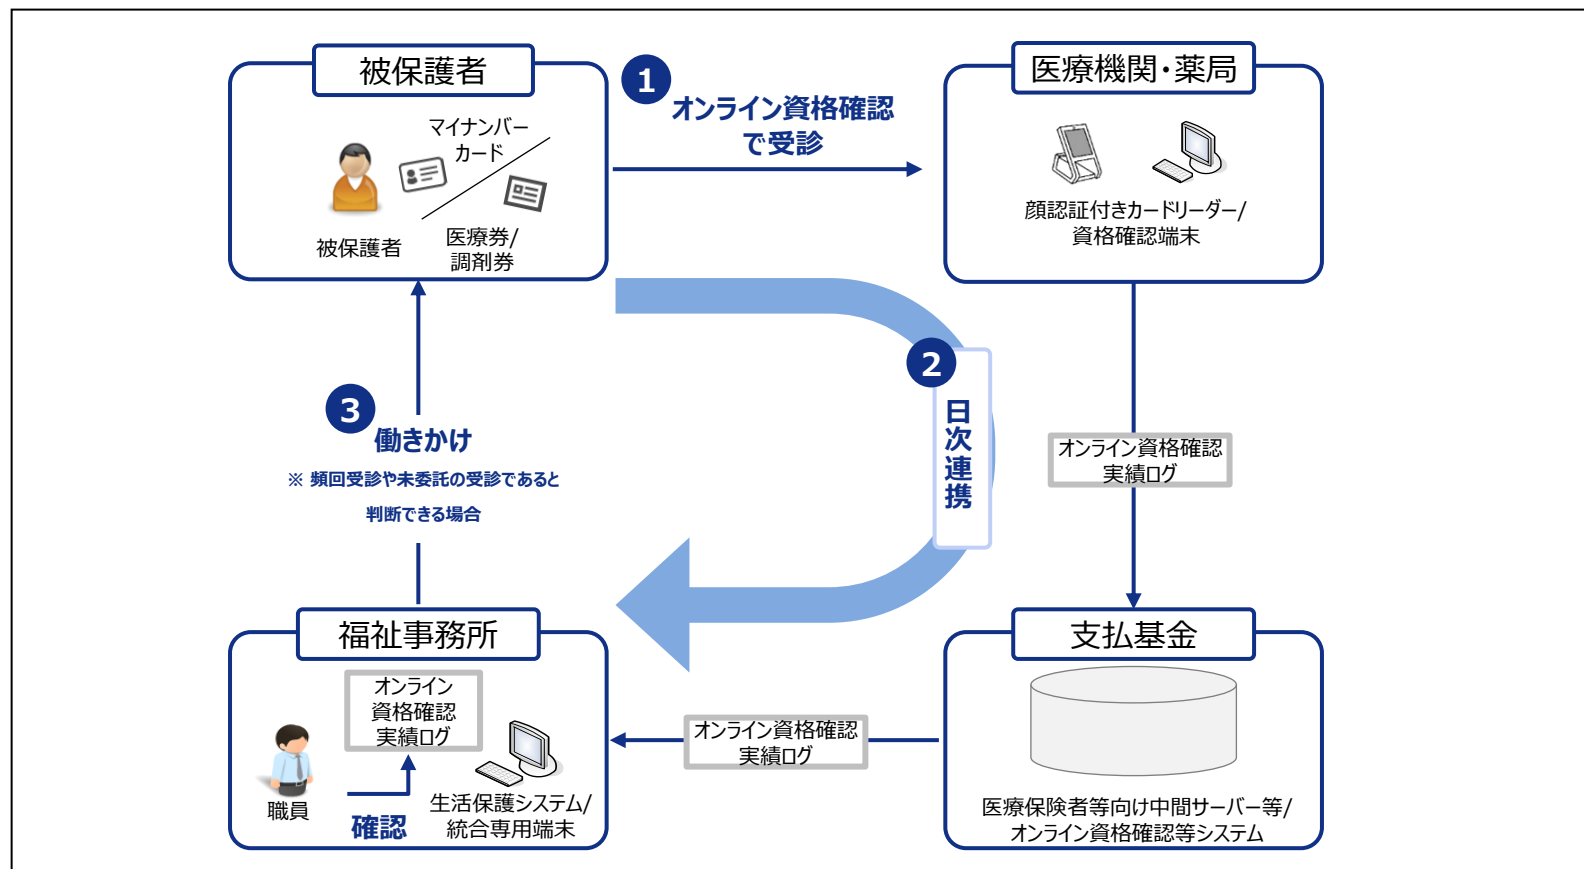 被保護者
マイナンバー
カード
被保護者
医療券/
調剤券
1
オンライン資格確認
で受診
医療機関・薬局
顔認証付きカードリーダー/
資格確認端末
2
日次連携
オンライン資格確認
実績ログ
3
働きかけ
※ 頻回受診や未委託の受診であると
判断できる場合
福祉事務所
オンライン
資格確認
実績ログ
職員
確認
生活保護システム/
統合専用端末
オンライン資格確認
実績ログ
支払基金
医療保険者等向け中間サーバー等/
オンライン資格確認等システム